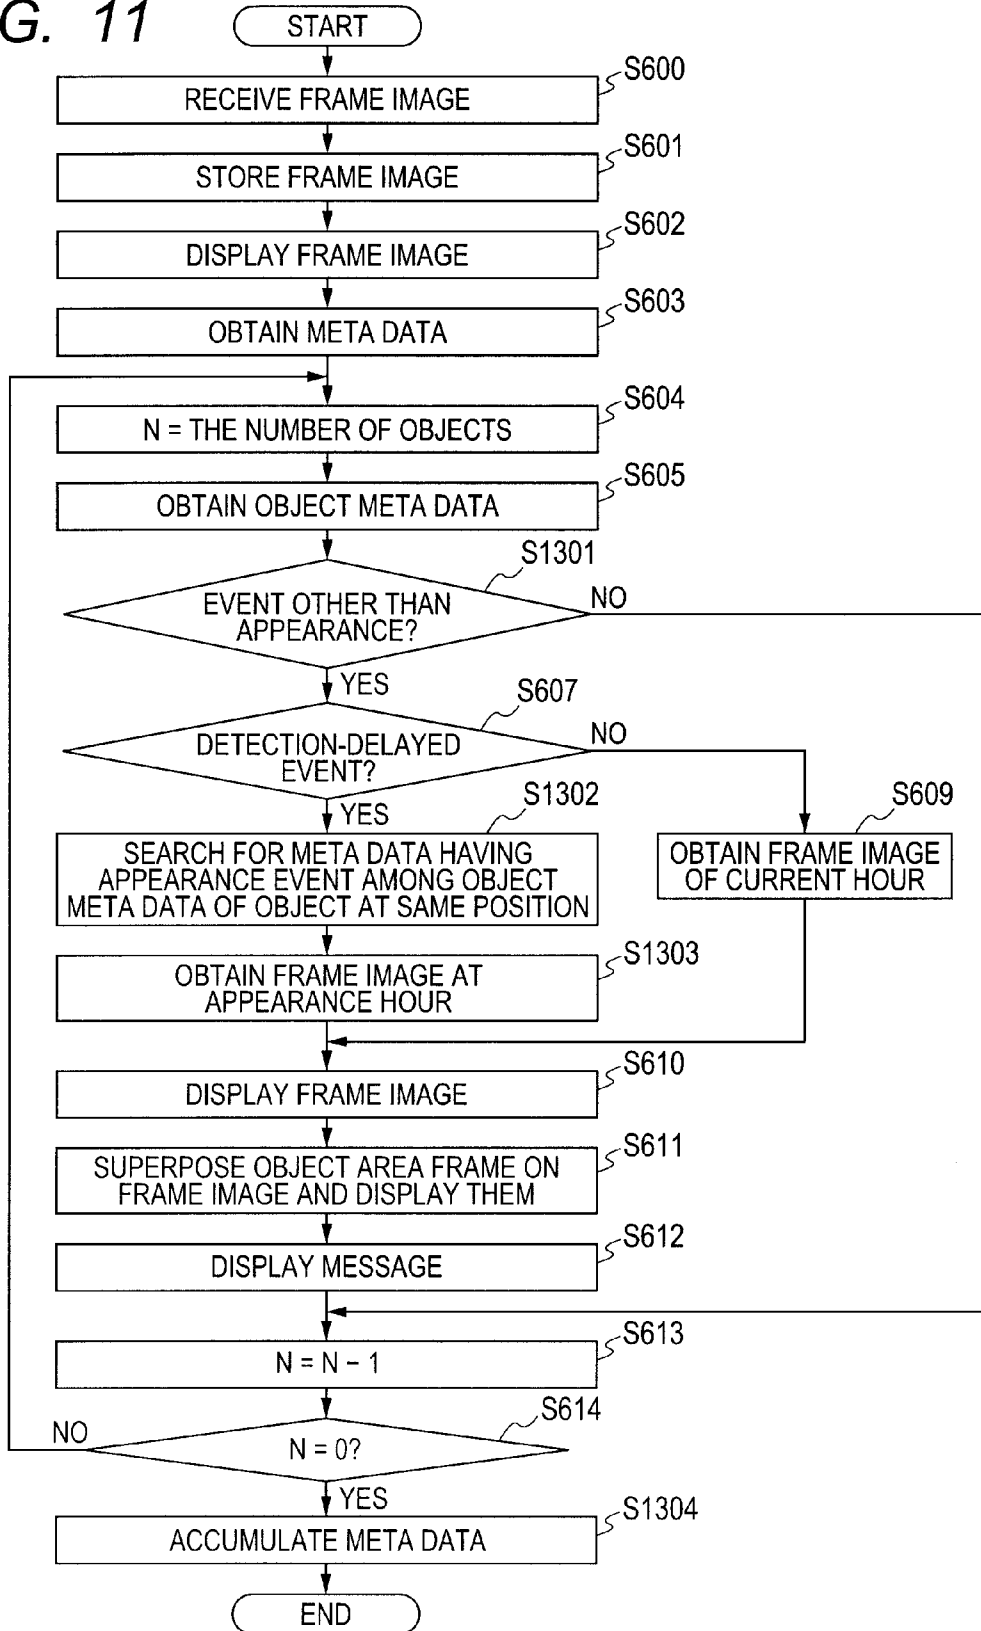 G. 11
START
S600
RECEIVE FRAME IMAGE
S601
STORE FRAME IMAGE
S602
DISPLAY FRAME IMAGE
S603
OBTAIN META DATA
S604
N = THE NUMBER OF OBJECTS
S605
OBTAIN OBJECT META DATA
S1301
EVENT OTHER THAN
APPEARANCE?
NO
YES
S607
DETECTION-DELAYED
EVENT?
NO
YES
S1302
SEARCH FOR META DATA HAVING
APPEARANCE EVENT AMONG OBJECT
META DATA OF OBJECT AT SAME POSITION
S609
OBTAIN FRAME IMAGE
OF CURRENT HOUR
S1303
OBTAIN FRAME IMAGE AT
APPEARANCE HOUR
S610
DISPLAY FRAME IMAGE
S611
SUPERPOSE OBJECT AREA FRAME ON
FRAME IMAGE AND DISPLAY THEM
S612
DISPLAY MESSAGE
S613
N = N − 1
S614
N = 0?
NO
YES
S1304
ACCUMULATE META DATA
END